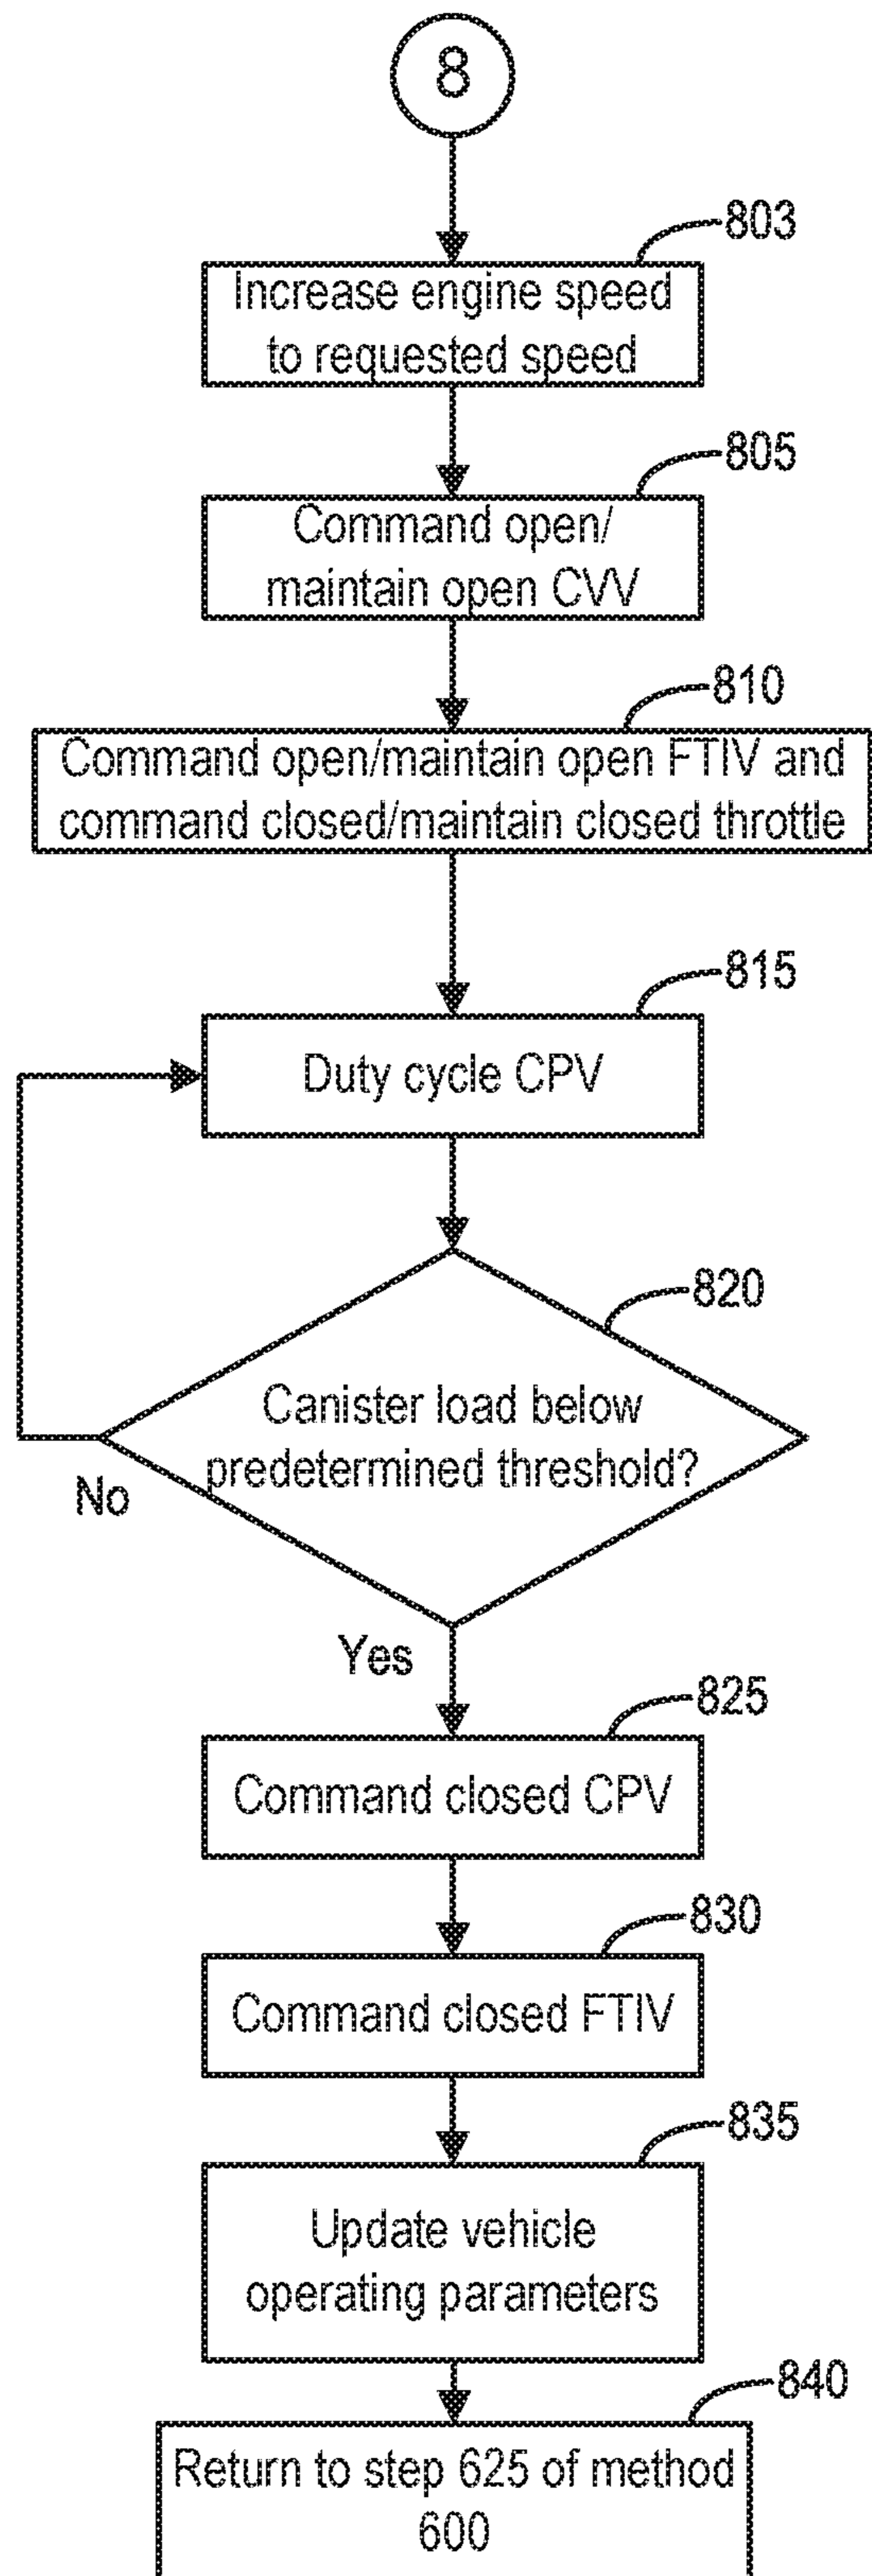 8
803
Increase engine speed
to requested speed
805
Command open/
maintain open CVV
810
Command open/maintain open FTIV and
command closed/maintain closed throttle
815
Duty cycle CPV
820
Canister load below
predetermined threshold?
No
Yes
825
Command closed CPV
830
Command closed FTIV
835
Update vehicle
operating parameters
840
Return to step 625 of method
600